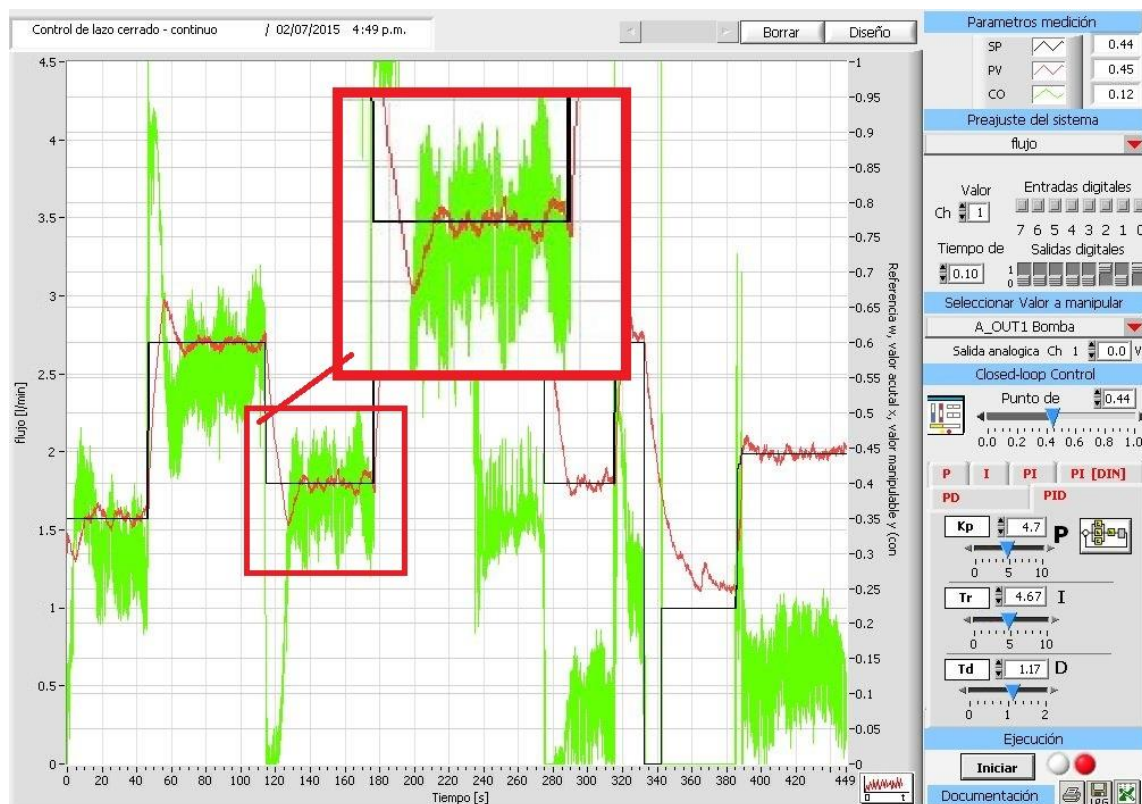 Control de lazo cerrado - continuo / 02/07/2015 4:49 p.m.
Borrar Diseño
4.5 4 3.5 3 2.5 2 1.5 1 0.5 0
flujo [l/min]
1 0.95 0.9 0.85 0.8 0.75 0.7 0.65 0.6 0.55 0.5 0.45 0.4 0.35 0.3 0.25 0.2 0.15 0.1 0.05 0
Referencia w, valor acutal x, valor manipulable y (con
0 20 40 60 80 100 120 140 160 180 200 220 240 260 280 300 320 340 360 380 400 420 449
Tiempo [s]
0 t
Parametros medición
SP 0.44
PV 0.45
CO 0.12
Preajuste del sistema
flujo
Valor Entradas digitales
Ch 1
7 6 5 4 3 2 1 0
Tiempo de Salidas digitales
0.10 1
0
Seleccionar Valor a manipular
A_OUT1 Bomba
Salida analogica Ch 1 0.0 V
Closed-loop Control
Punto de 0.44
0.0 0.2 0.4 0.6 0.8 1.0
P I PI PI [DIN]
PD PID
Kp 4.7 P
0 5 10
Tr 4.67 I
0 5 10
Td 1.17 D
0 1 2
Ejecución
Iniciar
Documentación